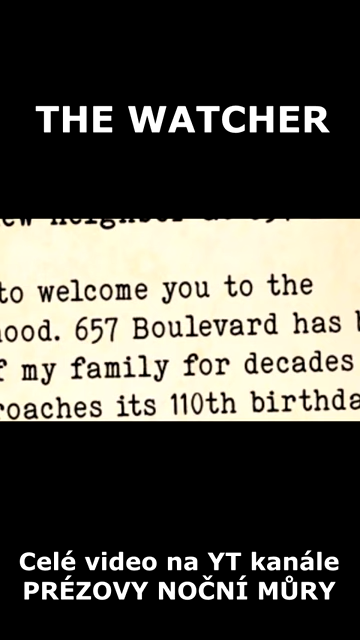 THE WATCHER
to welcome you to the
ood. 657 Boulevard has
my family for decades
roaches its 110th birthda
Celé video na YT kanále
PRÉZOVY NOČNÍ MŮRY